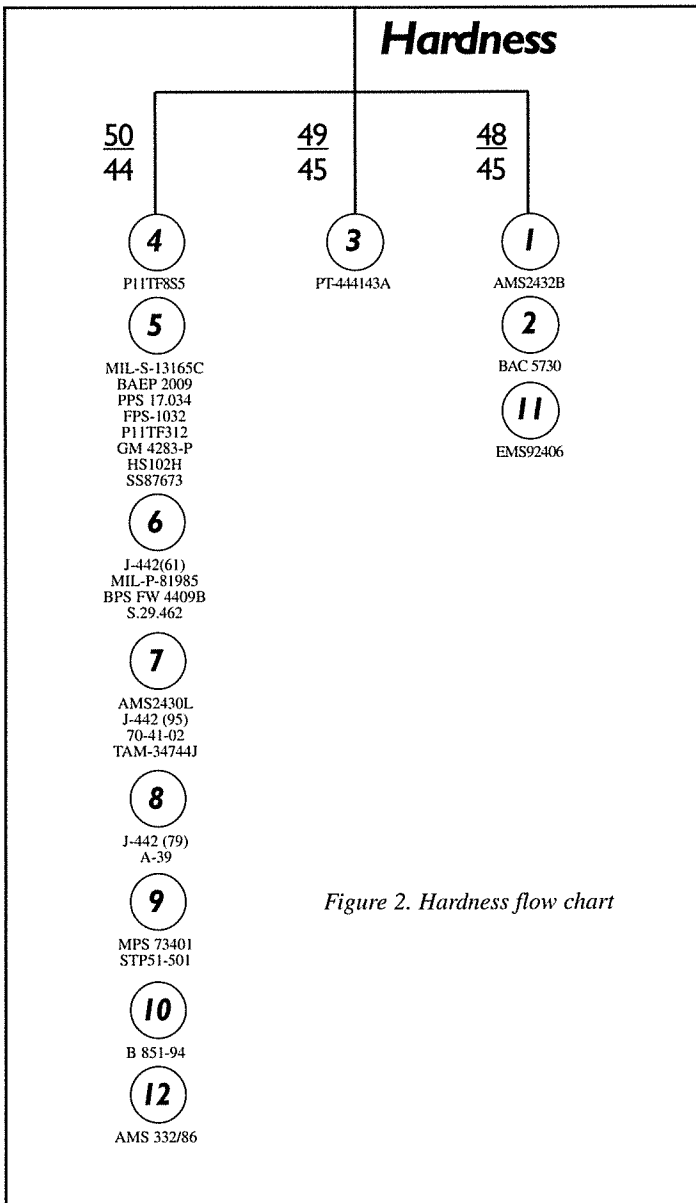 Hardness
50
44
49
45
48
45
4
P11TF8S5
5
MIL-S-13165C
BAEP 2009
PPS 17.034
FPS-1032
P11TF312
GM 4283-P
HS102H
SS87673
6
J-442(61)
MIL-P-81985
BPS FW 4409B
S.29.462
7
AMS2430L
J-442 (95)
70-41-02
TAM-34744J
8
J-442 (79)
A-39
9
MPS 73401
STP51-501
10
B 851-94
12
AMS 332/86
3
PT-444143A
1
AMS2432B
2
BAC 5730
11
EMS92406
Figure 2. Hardness flow chart